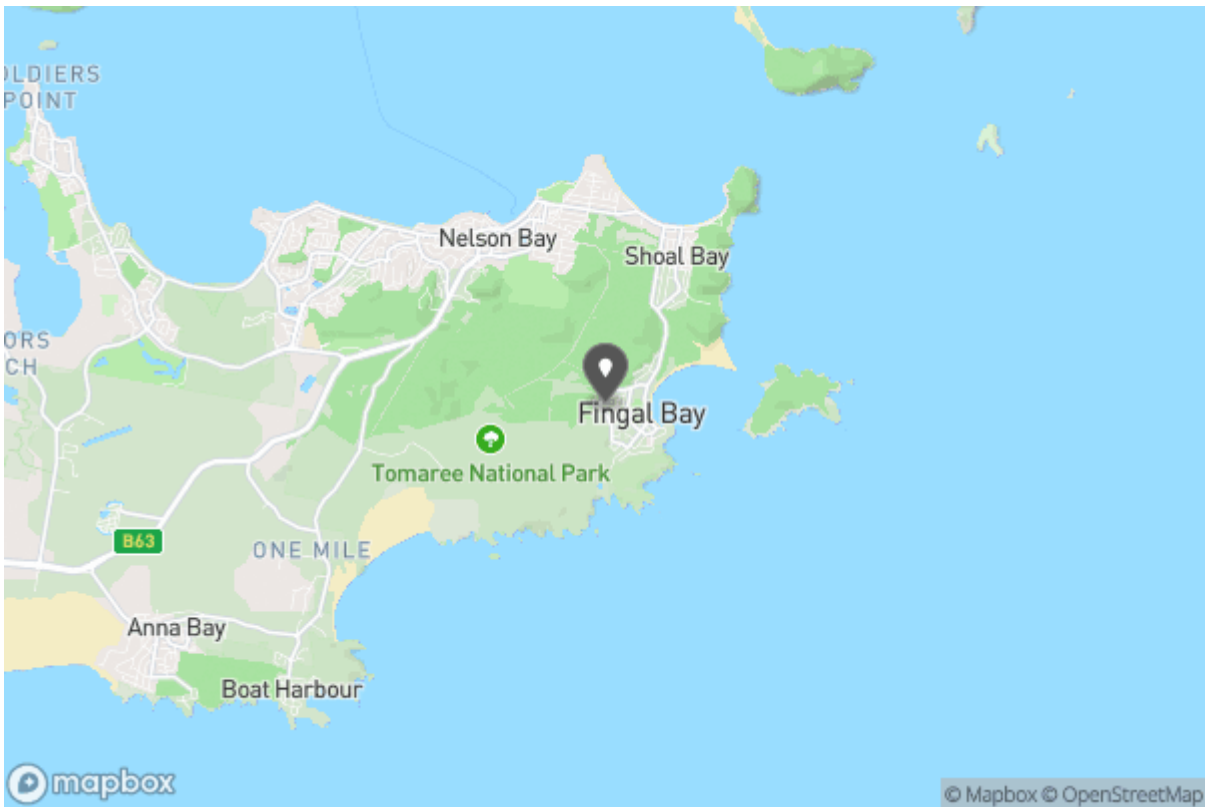 OLDIERS
POINT
Nelson Bay
Shoal Bay
ORS
CH
Fingal Bay
Tomaree National Park
B63
ONE MILE
Anna Bay
Boat Harbour
mapbox
© Mapbox © OpenStreetMap